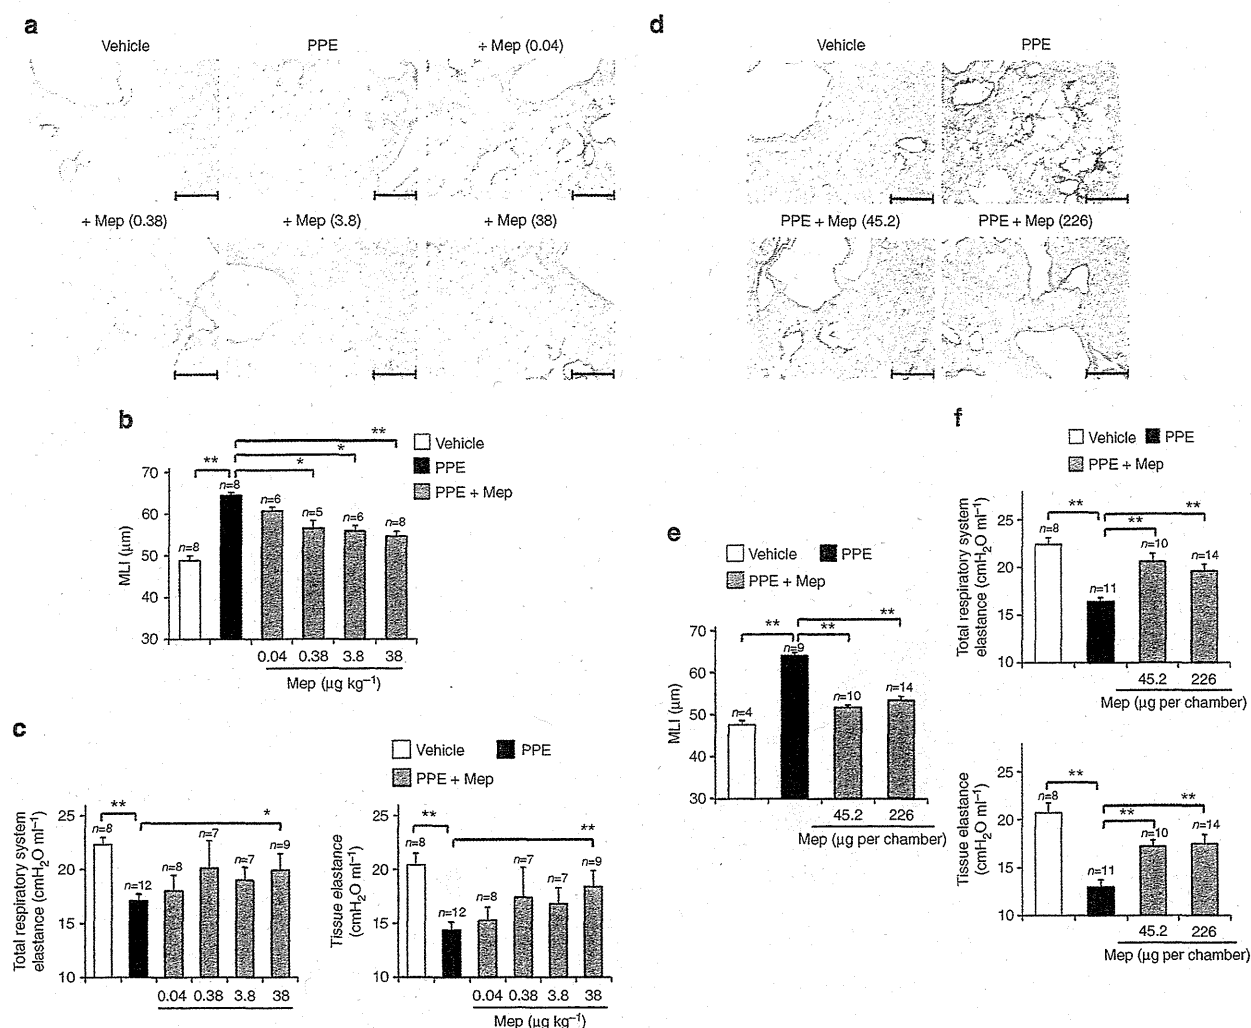 a
Vehicle PPE + Mep (0.04)
+ Mep (0.38) + Mep (3.8) + Mep (38)
b
Vehicle
PPE
PPE + Mep
** * * **
MLI (μm)
70
60
50
40
30
n=8 n=8 n=6 n=5 n=6 n=8
0.04 0.38 3.8 38
Mep (μg kg⁻¹)
c
Vehicle PPE
PPE + Mep
Total respiratory system
elastance (cmH₂O ml⁻¹)
25
20
15
10
** *
n=8 n=12 n=8 n=7 n=7 n=9
0.04 0.38 3.8 38
Tissue elastance
(cmH₂O ml⁻¹)
25
20
15
10
** **
n=8 n=12 n=8 n=7 n=7 n=9
0.04 0.38 3.8 38
Mep (μg kg⁻¹)
d
Vehicle PPE
PPE + Mep (45.2) PPE + Mep (226)
e
Vehicle PPE
PPE + Mep
MLI (μm)
70
60
50
40
30
** ** **
n=4 n=9 n=10 n=14
45.2 226
Mep (μg per chamber)
f
Vehicle PPE
PPE + Mep
Total respiratory system
elastance (cmH₂O ml⁻¹)
25
20
15
10
** ** **
n=8 n=11 n=10 n=14
45.2 226
Mep (μg per chamber)
Tissue elastance
(cmH₂O ml⁻¹)
25
20
15
10
** ** **
n=8 n=11 n=10 n=14
45.2 226
Mep (μg per chamber)